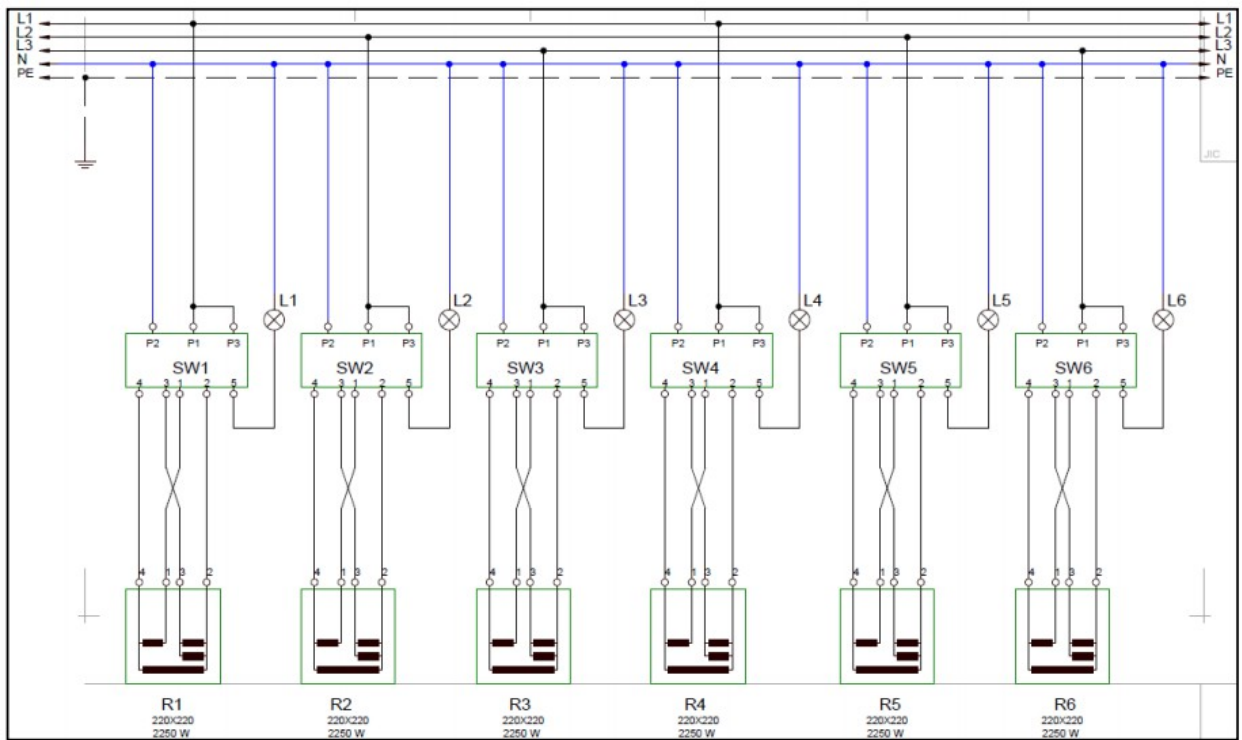 L1 L1
L2 L2
L3 L3
N N
PE PE
JIC
L1 L2 L3 L4 L5 L6
P2 P1 P3 P2 P1 P3 P2 P1 P3 P2 P1 P3 P2 P1 P3 P2 P1 P3
SW1 SW2 SW3 SW4 SW5 SW6
4 3 1 2 5 4 3 1 2 5 4 3 1 2 5 4 3 1 2 5 4 3 1 2 5 4 3 1 2 5
4 1 3 2 4 1 3 2 4 1 3 2 4 1 3 2 4 1 3 2 4 1 3 2
R1 R2 R3 R4 R5 R6
220X220 220X220 220X220 220X220 220X220 220X220
2250 W 2250 W 2250 W 2250 W 2250 W 2250 W